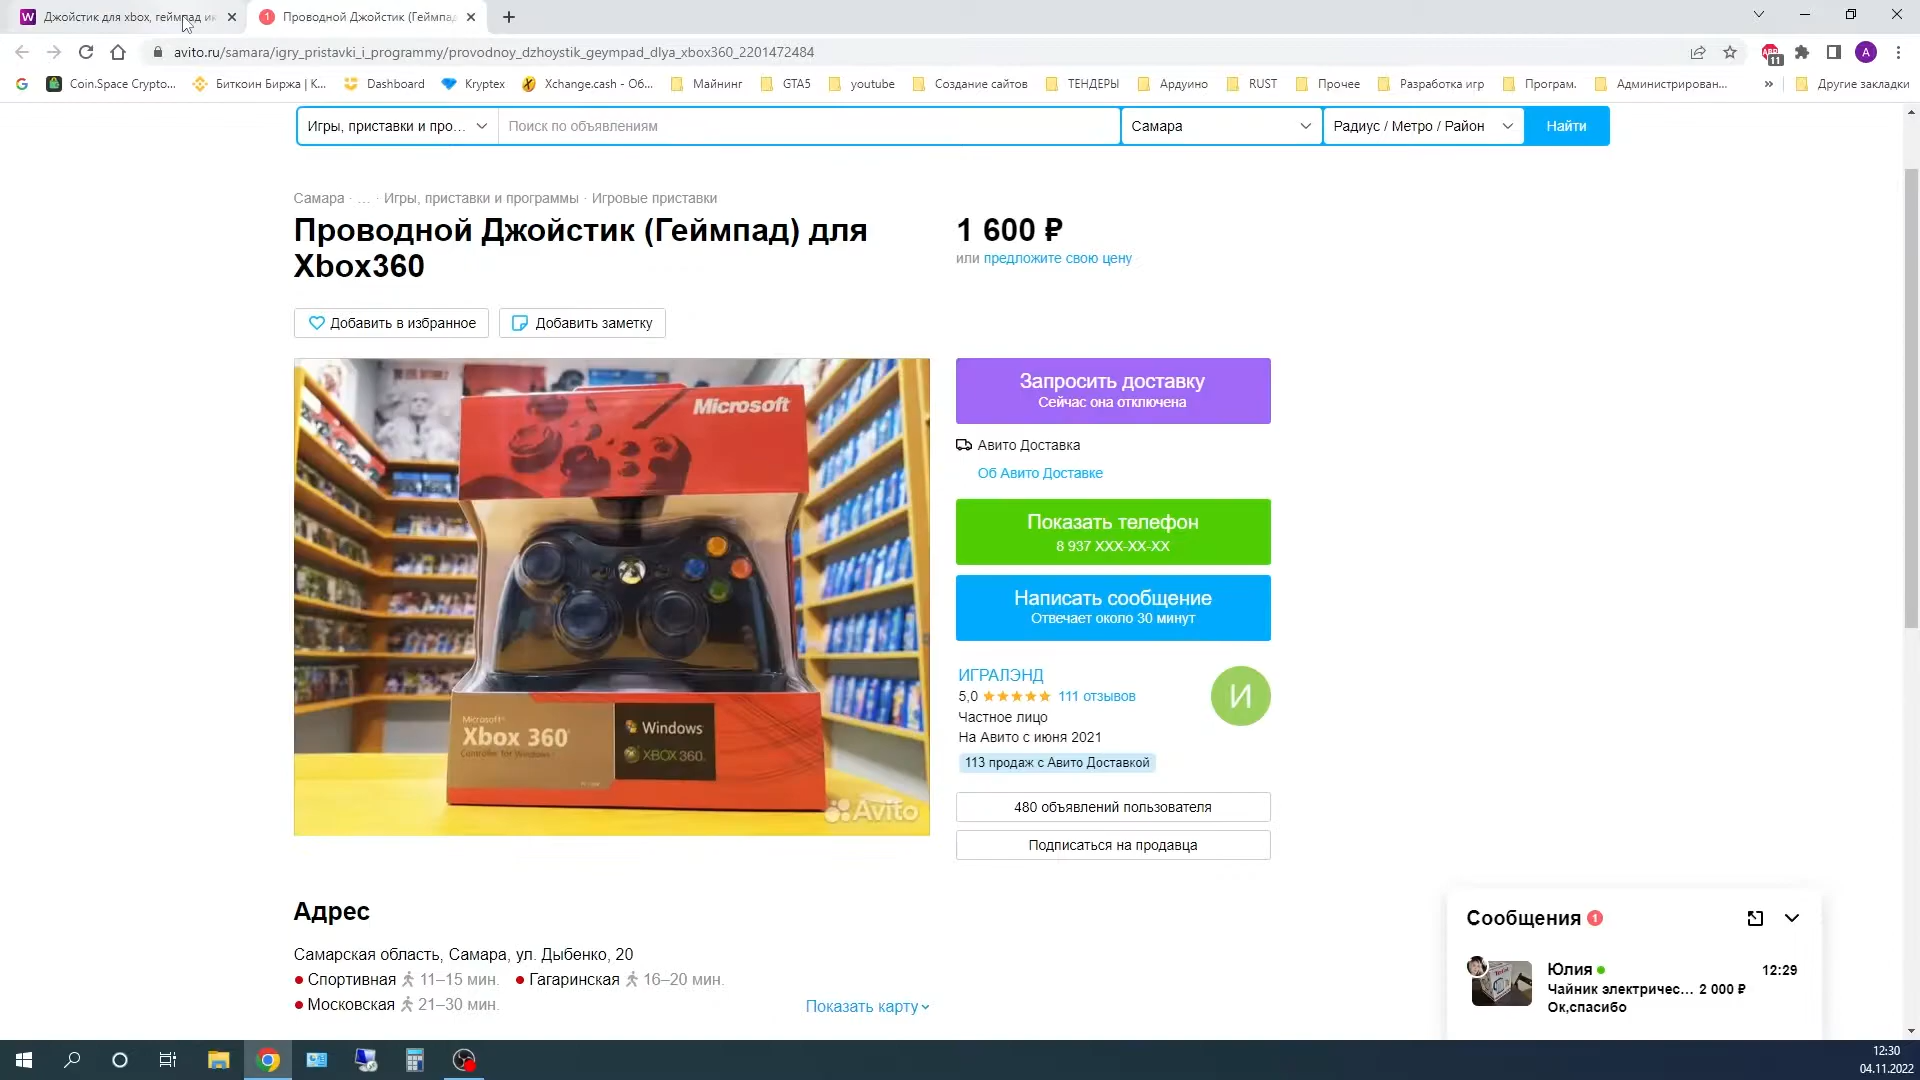 Джойстик для xbox, геймпад ик
Проводной Джойстик (Геймпад
avito.ru/samara/igry_pristavki_i_programmy/provodnoy_dzhoystik_geympad_dlya_xbox360_2201472484
ABP
11
A
Coin.Space Crypto...
Биткоин Биржа | К...
Dashboard
Kryptex
Xchange.cash - Об...
Майнинг
GTA5
youtube
Создание сайтов
ТЕНДЕРЫ
Ардуино
RUST
Прочее
Разработка игр
Програм.
Администрирован...
»
Другие закладки
Игры, приставки и про...
Поиск по объявлениям
Самара
Радиус / Метро / Район
Найти
Самара · ... · Игры, приставки и программы · Игровые приставки
Проводной Джойстик (Геймпад) для
Xbox360
1 600 ₽
или предложите свою цену
Добавить в избранное
Добавить заметку
Microsoft
Microsoft
Xbox 360
Controller for Windows
Windows
XBOX 360
Avito
Запросить доставку
Сейчас она отключена
Авито Доставка
Об Авито Доставке
Показать телефон
8 937 XXX-XX-XX
Написать сообщение
Отвечает около 30 минут
ИГРАЛЭНД
5,0 ★★★★★ 111 отзывов
Частное лицо
На Авито с июня 2021
113 продаж с Авито Доставкой
И
480 объявлений пользователя
Подписаться на продавца
Адрес
Самарская область, Самара, ул. Дыбенко, 20
Спортивная 11–15 мин. Гагаринская 16–20 мин.
Московская 21–30 мин.
Показать карту
Сообщения 1
Юлия
12:29
Чайник электричес... 2 000 ₽
Ок,спасибо
12:30
04.11.2022